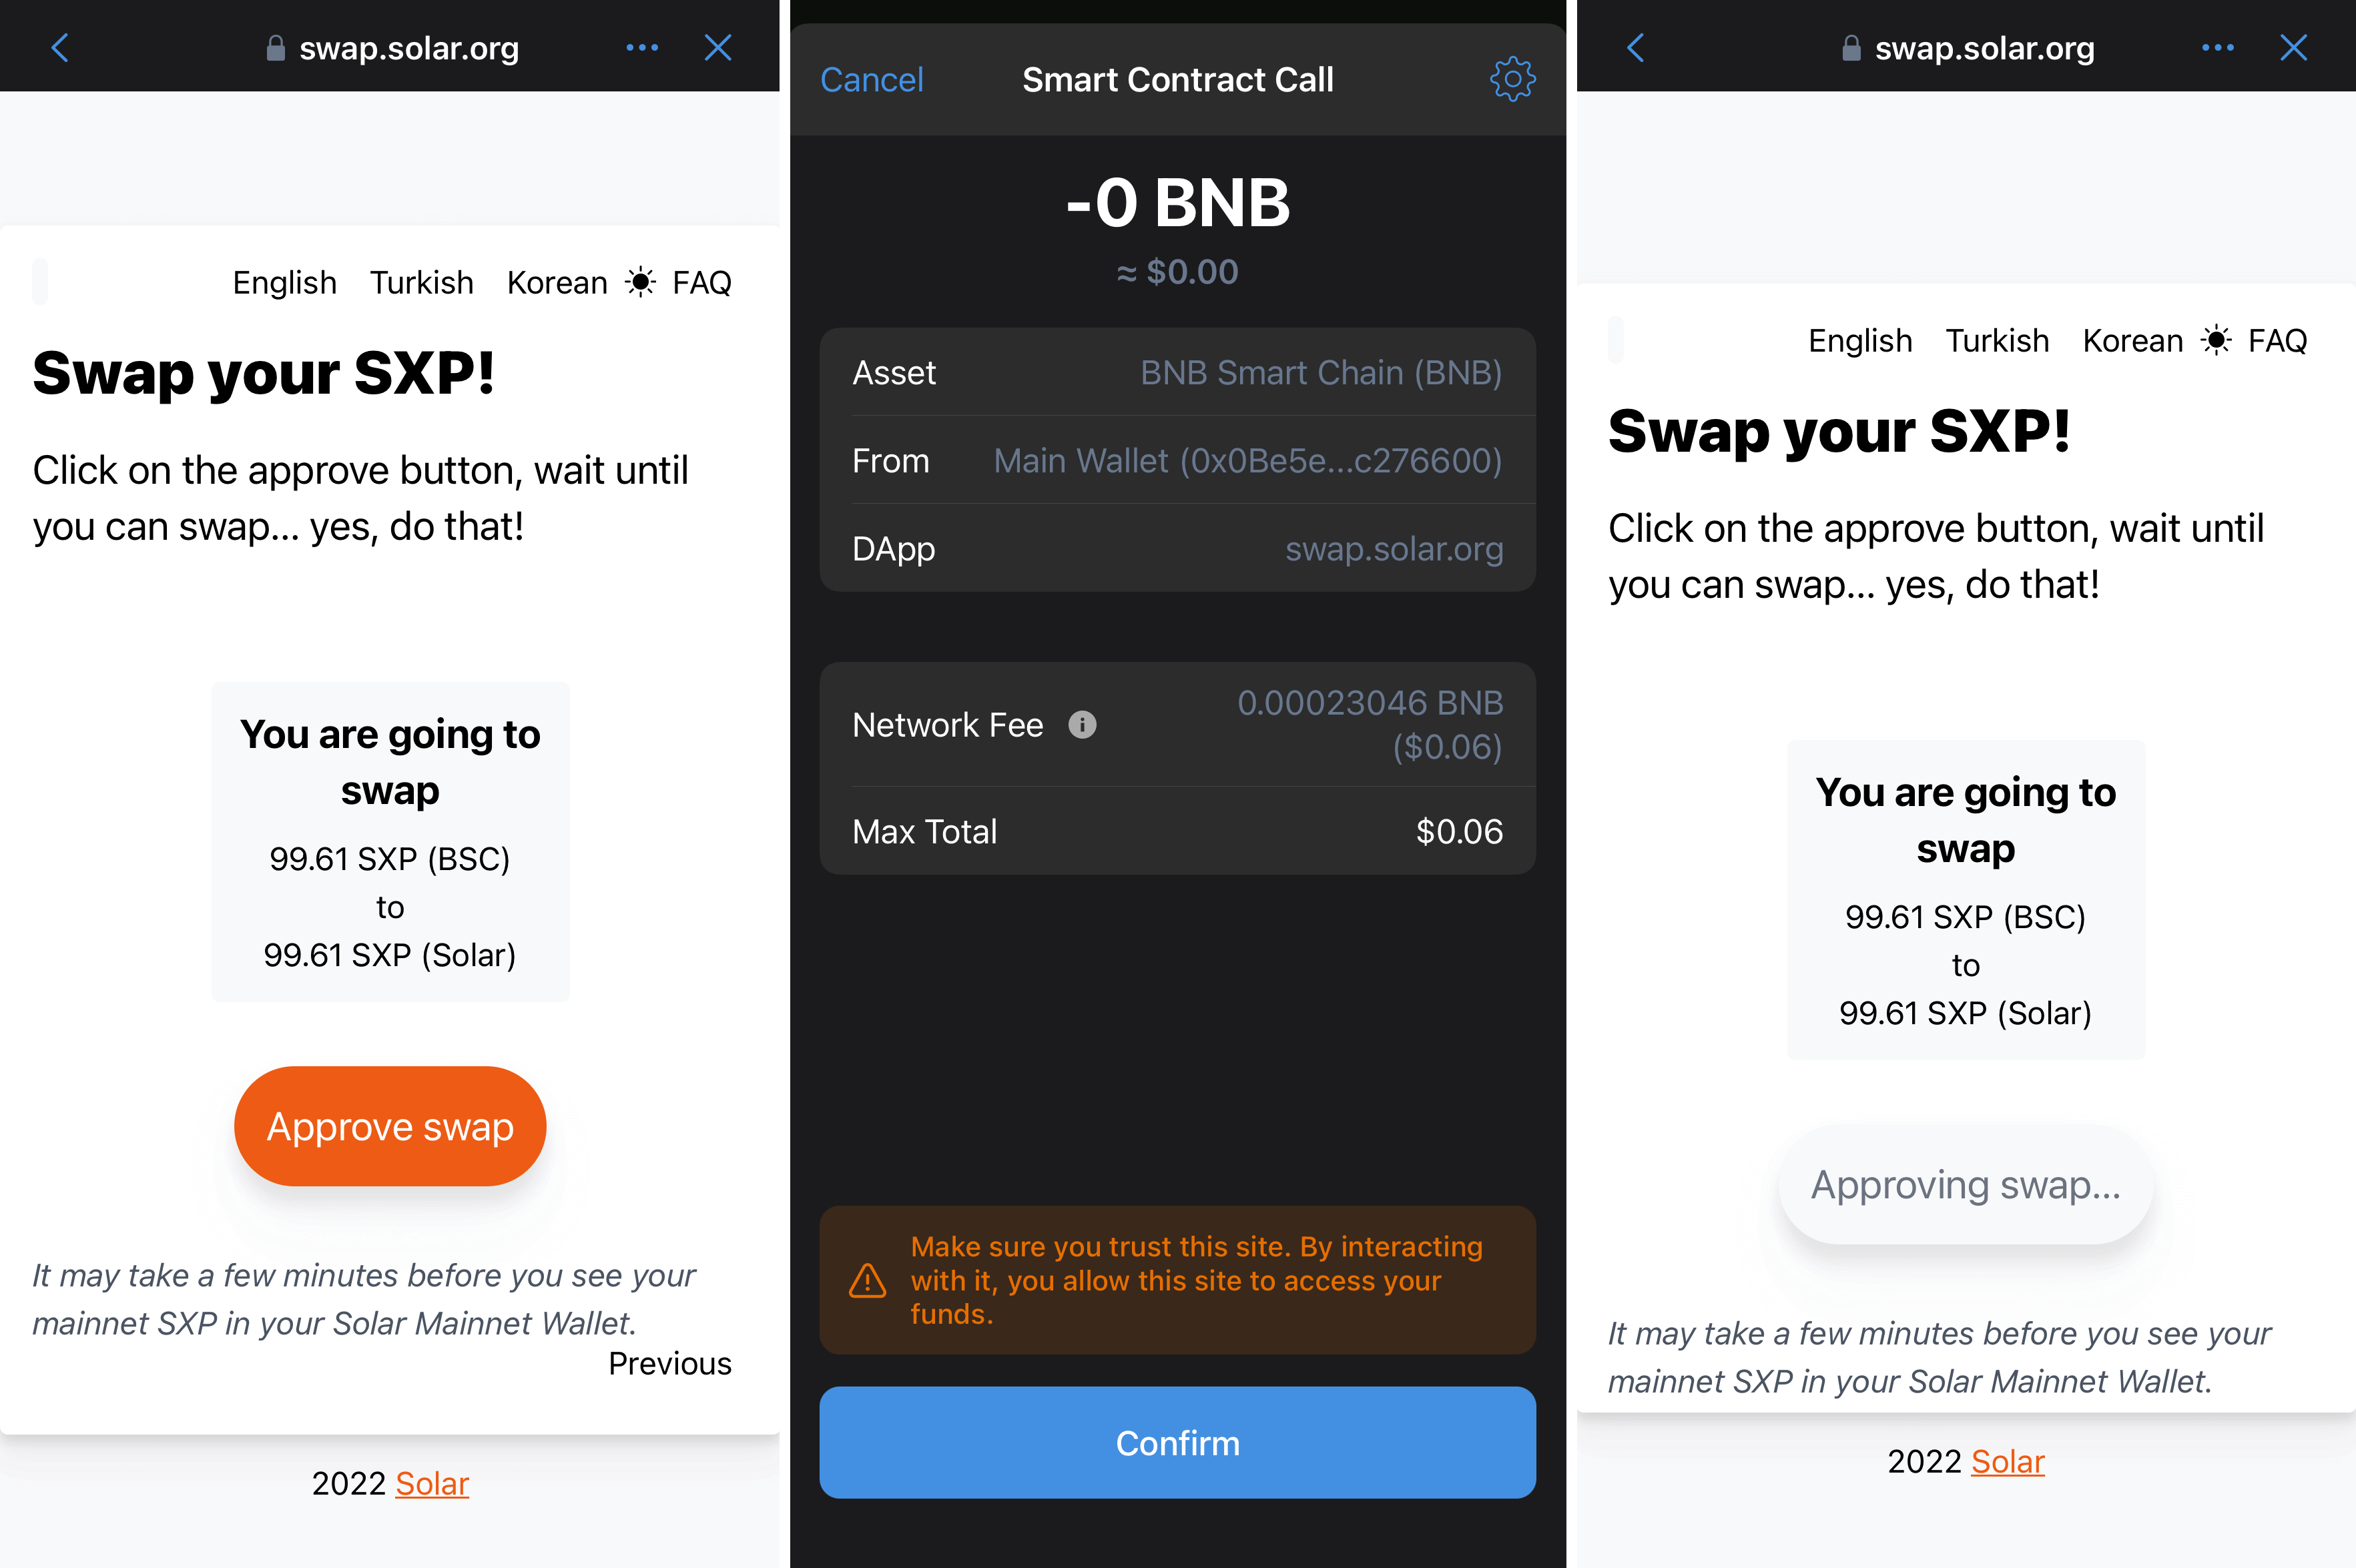 swap.solar.org
English Turkish Korean FAQ
Swap your SXP!
Click on the approve button, wait until
you can swap... yes, do that!
You are going to
swap
99.61 SXP (BSC)
to
99.61 SXP (Solar)
Approve swap
It may take a few minutes before you see your
mainnet SXP in your Solar Mainnet Wallet.
Previous
2022 Solar
Cancel Smart Contract Call
-0 BNB
≈ $0.00
Asset BNB Smart Chain (BNB)
From Main Wallet (0x0Be5e...c276600)
DApp swap.solar.org
Network Fee 0.00023046 BNB
($0.06)
Max Total $0.06
Make sure you trust this site. By interacting
with it, you allow this site to access your
funds.
Confirm
swap.solar.org
English Turkish Korean FAQ
Swap your SXP!
Click on the approve button, wait until
you can swap... yes, do that!
You are going to
swap
99.61 SXP (BSC)
to
99.61 SXP (Solar)
Approving swap...
It may take a few minutes before you see your
mainnet SXP in your Solar Mainnet Wallet.
2022 Solar